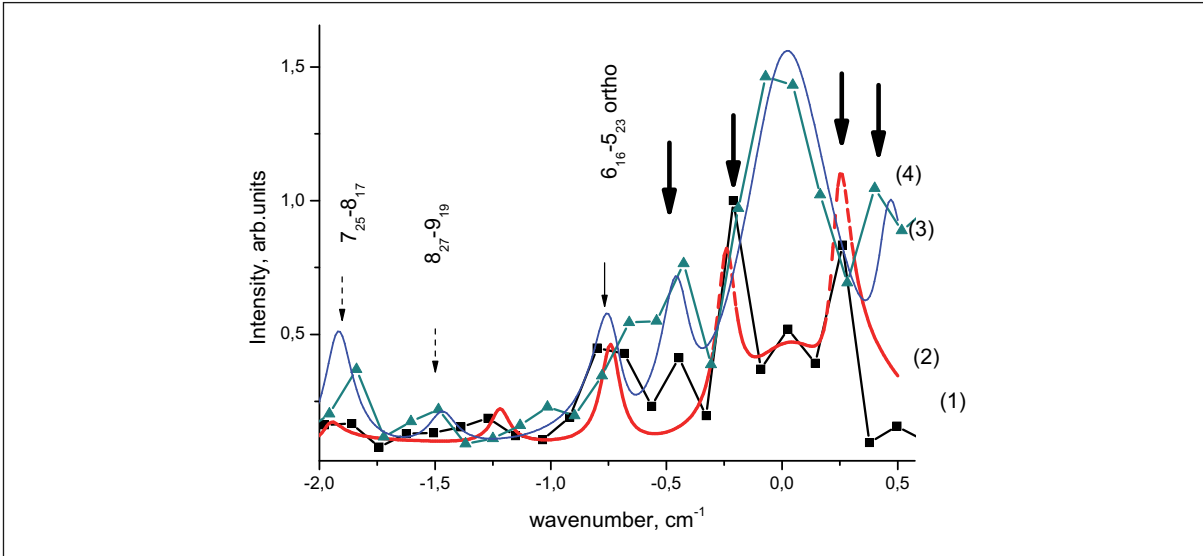 Intensity, arb.units
1,5
1,0
0,5
7₂₅-8₁₇
8₂₇-9₁₉
6₁₆-5₂₃ ortho
(4)
(3)
(2)
(1)
-2,0 -1,5 -1,0 -0,5 0,0 0,5
wavenumber, cm⁻¹